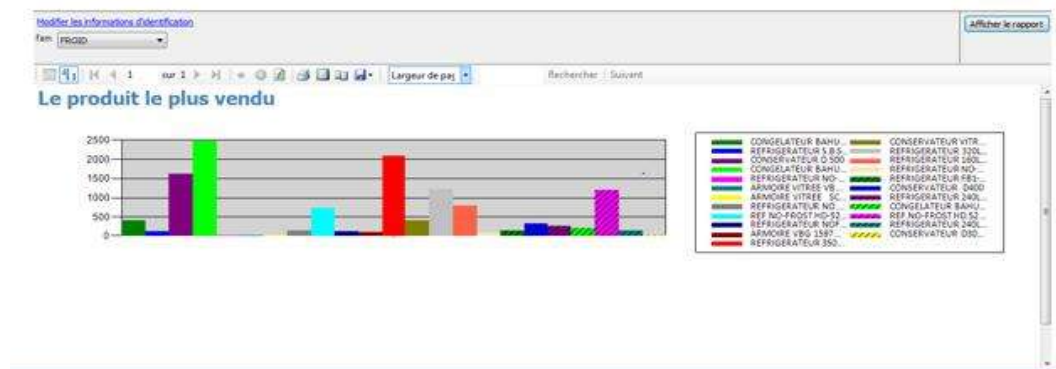 Modifier les informations d'identification
Afficher le rapport
fam FROID
1 sur 1
Largeur de paç
Rechercher Suivant
Le produit le plus vendu
2500
2000
1500
1000
500
0
CONGELATEUR BAHU...
REFRIGERATEUR S.B.S...
CONSERVATEUR D 500
CONGELATEUR BAHU...
REFRIGERATEUR NO-...
ARMOIRE VITREE VB...
ARMOIRE VITREE SC...
REFRIGERATEUR NO...
REF NO-FROST HD-52...
REFRIGERATEUR NOF...
ARMOIRE VBG 1587...
REFRIGERATEUR 350...
CONSERVATEUR VITR...
REFRIGERATEUR 320L...
REFRIGERATEUR 160L...
REFRIGERATEUR NO-...
REFRIGERATEUR FB1-...
CONSERVATEUR D400
REFRIGERATEUR 240L...
CONGELATEUR BAHU...
REF.NO-FROST HD.52...
REFRIGERATEUR 240L...
CONSERVATEUR D30...